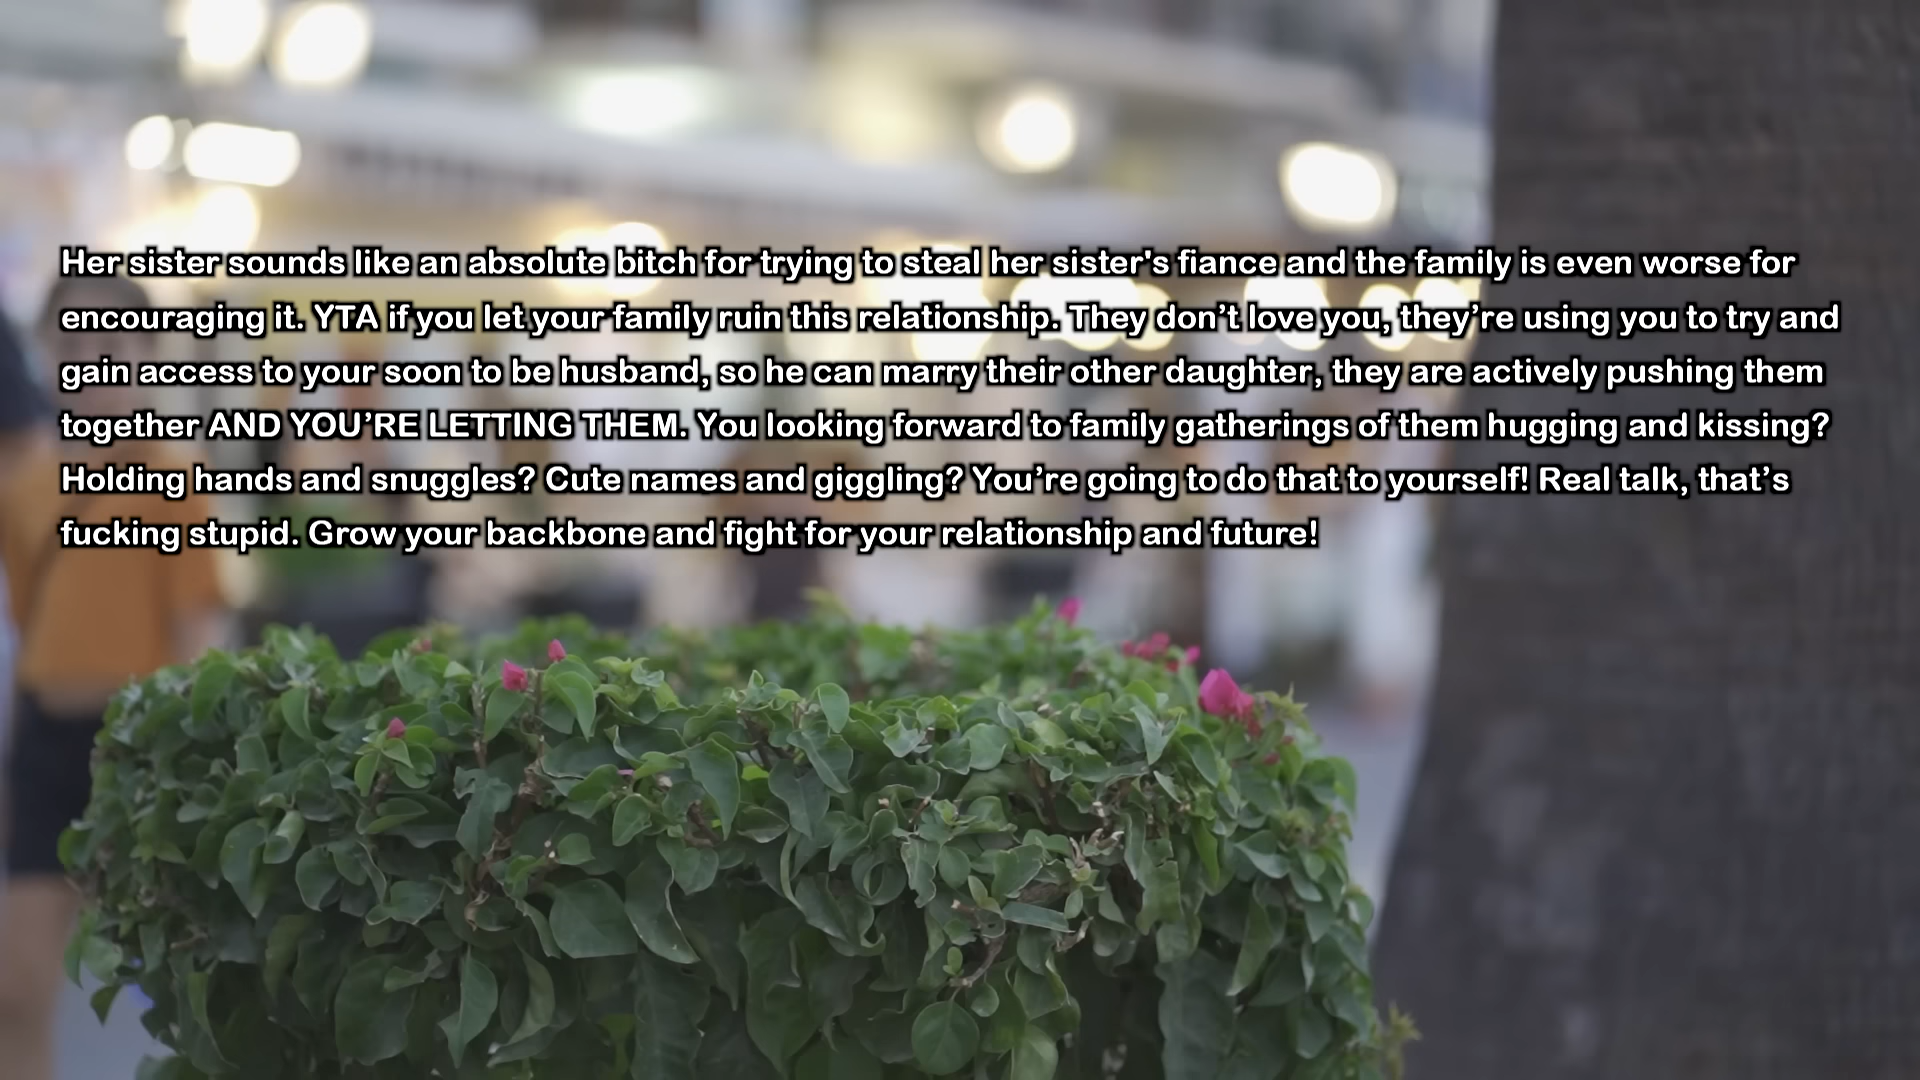 Her sister sounds like an absolute bitch for trying to steal her sister's fiance and the family is even worse for
encouraging it. YTA if you let your family ruin this relationship. They don’t love you, they’re using you to try and
gain access to your soon to be husband, so he can marry their other daughter, they are actively pushing them
together AND YOU’RE LETTING THEM. You looking forward to family gatherings of them hugging and kissing?
Holding hands and snuggles? Cute names and giggling? You’re going to do that to yourself! Real talk, that’s
fucking stupid. Grow your backbone and fight for your relationship and future!